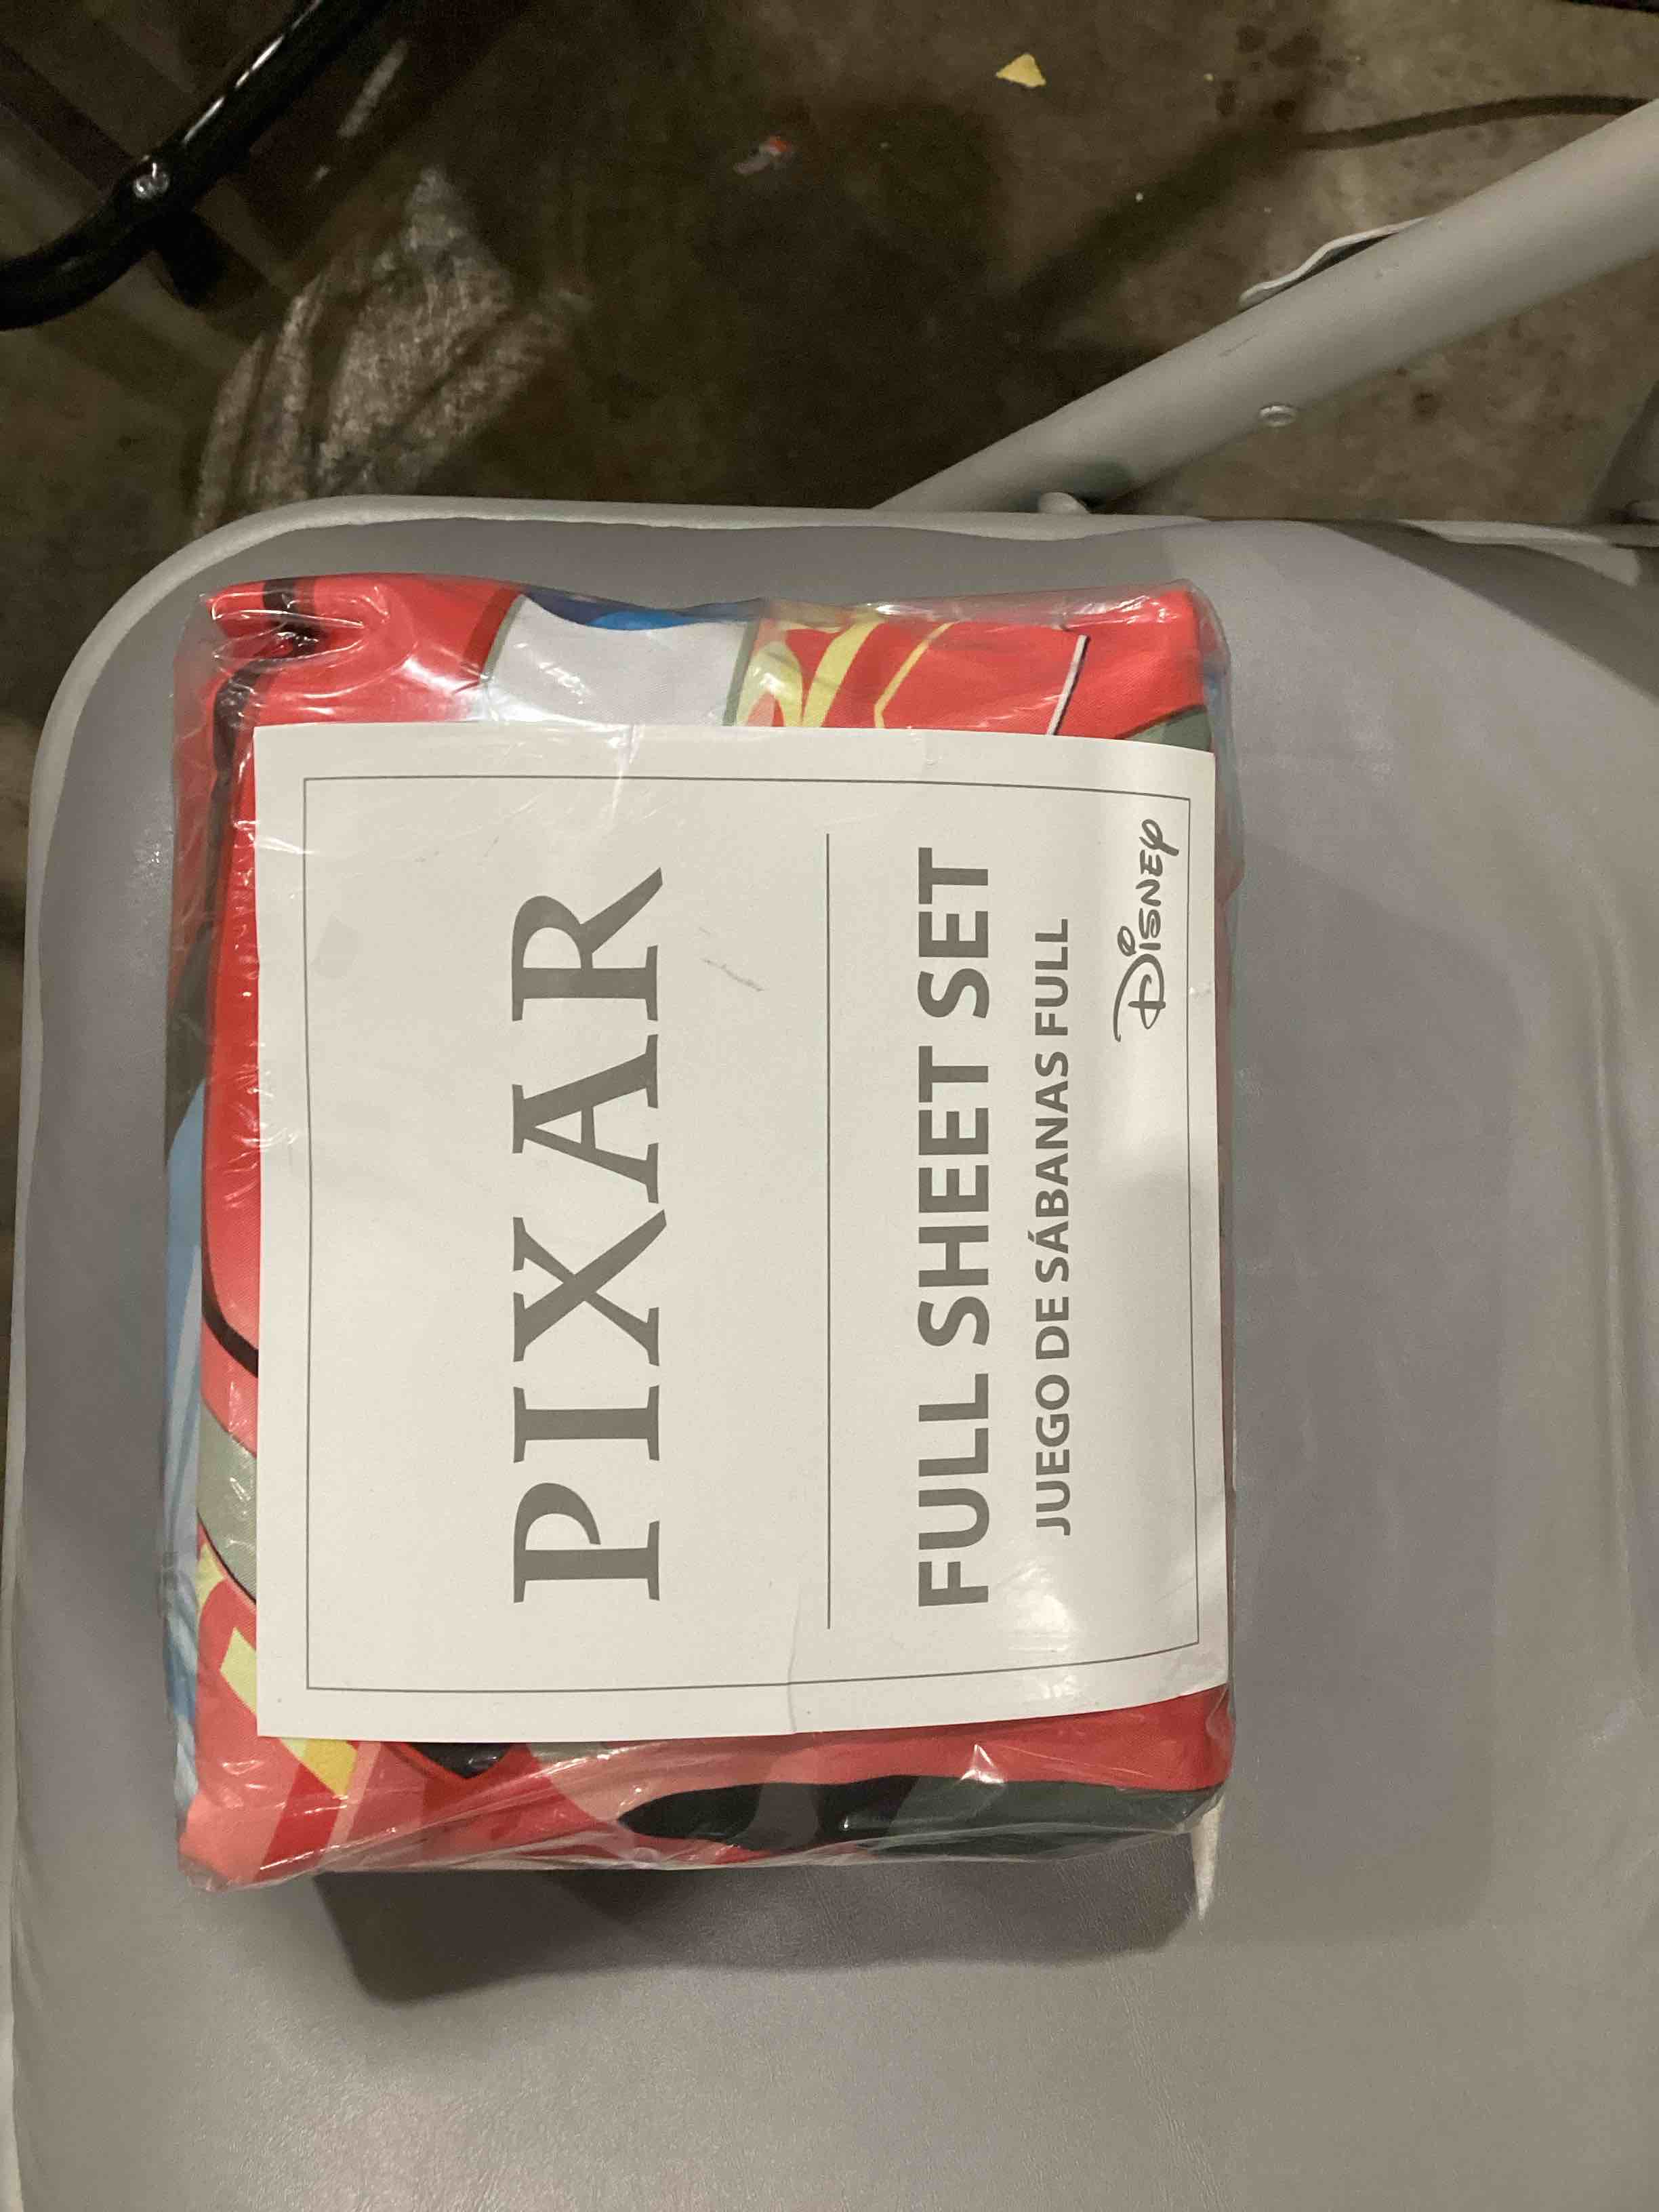 PIXAR
FULL SHEET SET
JUEGO DE SÁBANAS FULL
Disney